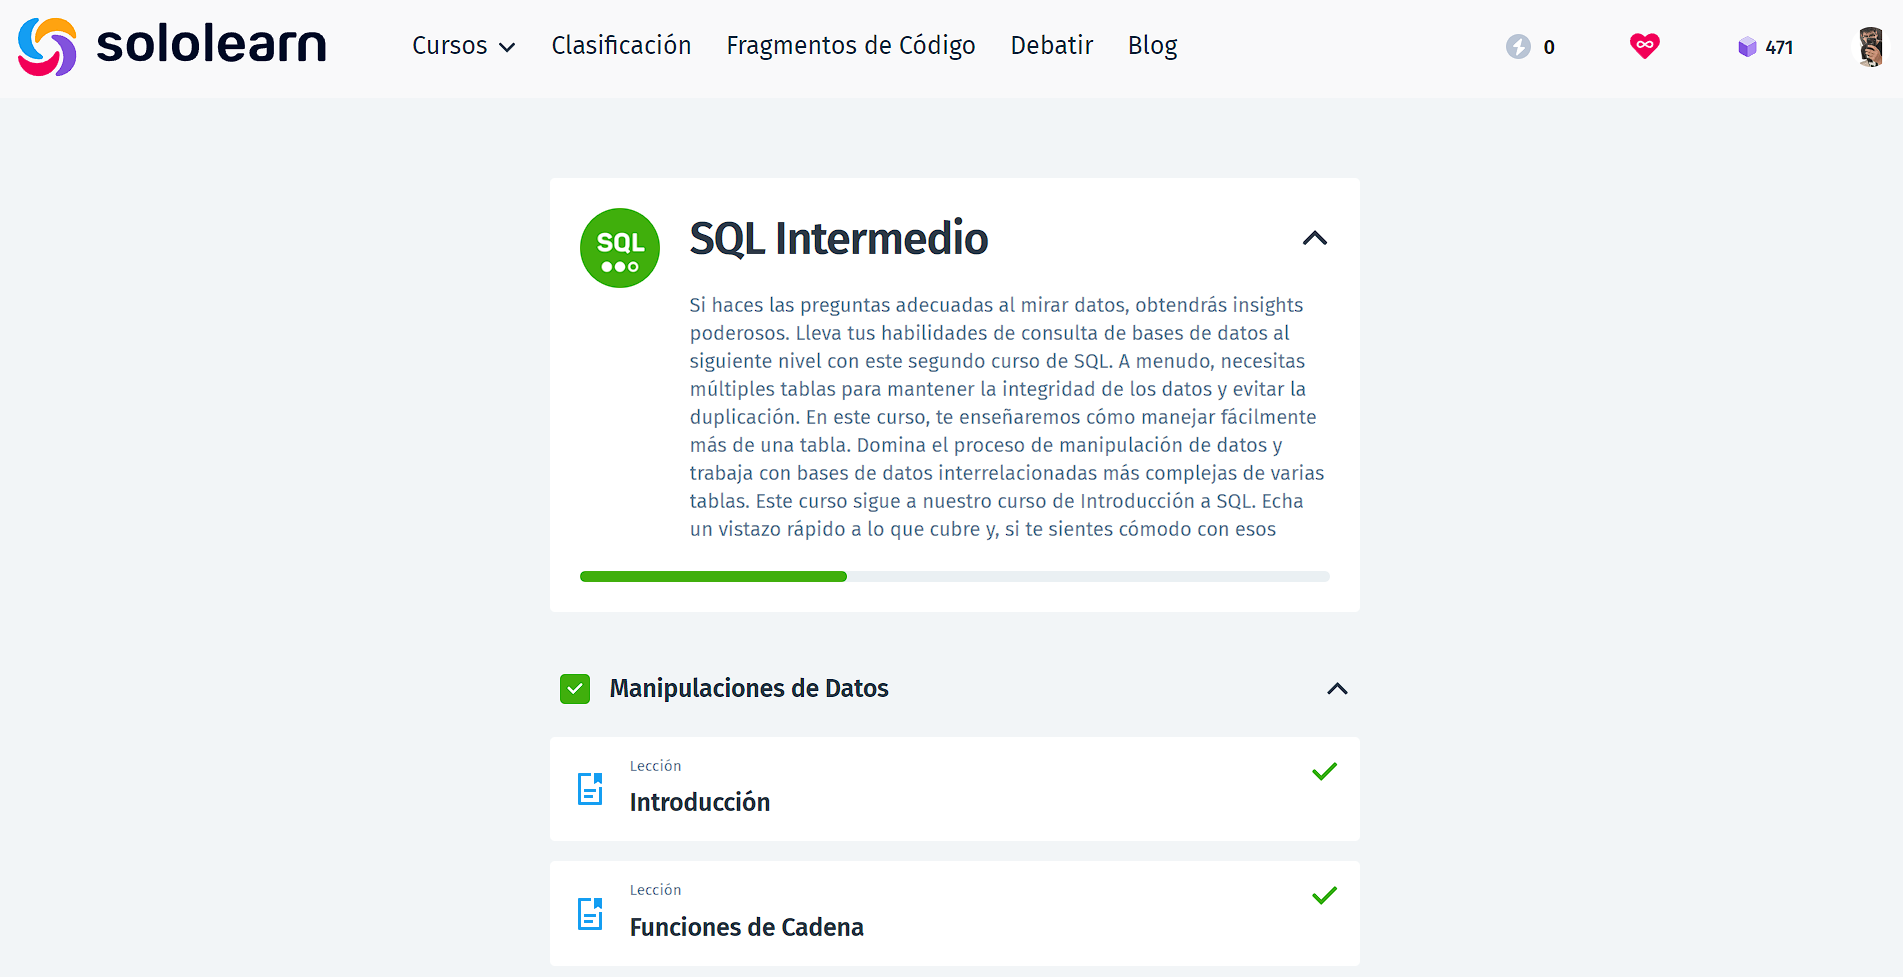 sololearn
Cursos
Clasificación
Fragmentos de Código
Debatir
Blog
0
471
SQL
SQL Intermedio
Si haces las preguntas adecuadas al mirar datos, obtendrás insights
poderosos. Lleva tus habilidades de consulta de bases de datos al
siguiente nivel con este segundo curso de SQL. A menudo, necesitas
múltiples tablas para mantener la integridad de los datos y evitar la
duplicación. En este curso, te enseñaremos cómo manejar fácilmente
más de una tabla. Domina el proceso de manipulación de datos y
trabaja con bases de datos interrelacionadas más complejas de varias
tablas. Este curso sigue a nuestro curso de Introducción a SQL. Echa
un vistazo rápido a lo que cubre y, si te sientes cómodo con esos
Manipulaciones de Datos
Lección
Introducción
Lección
Funciones de Cadena